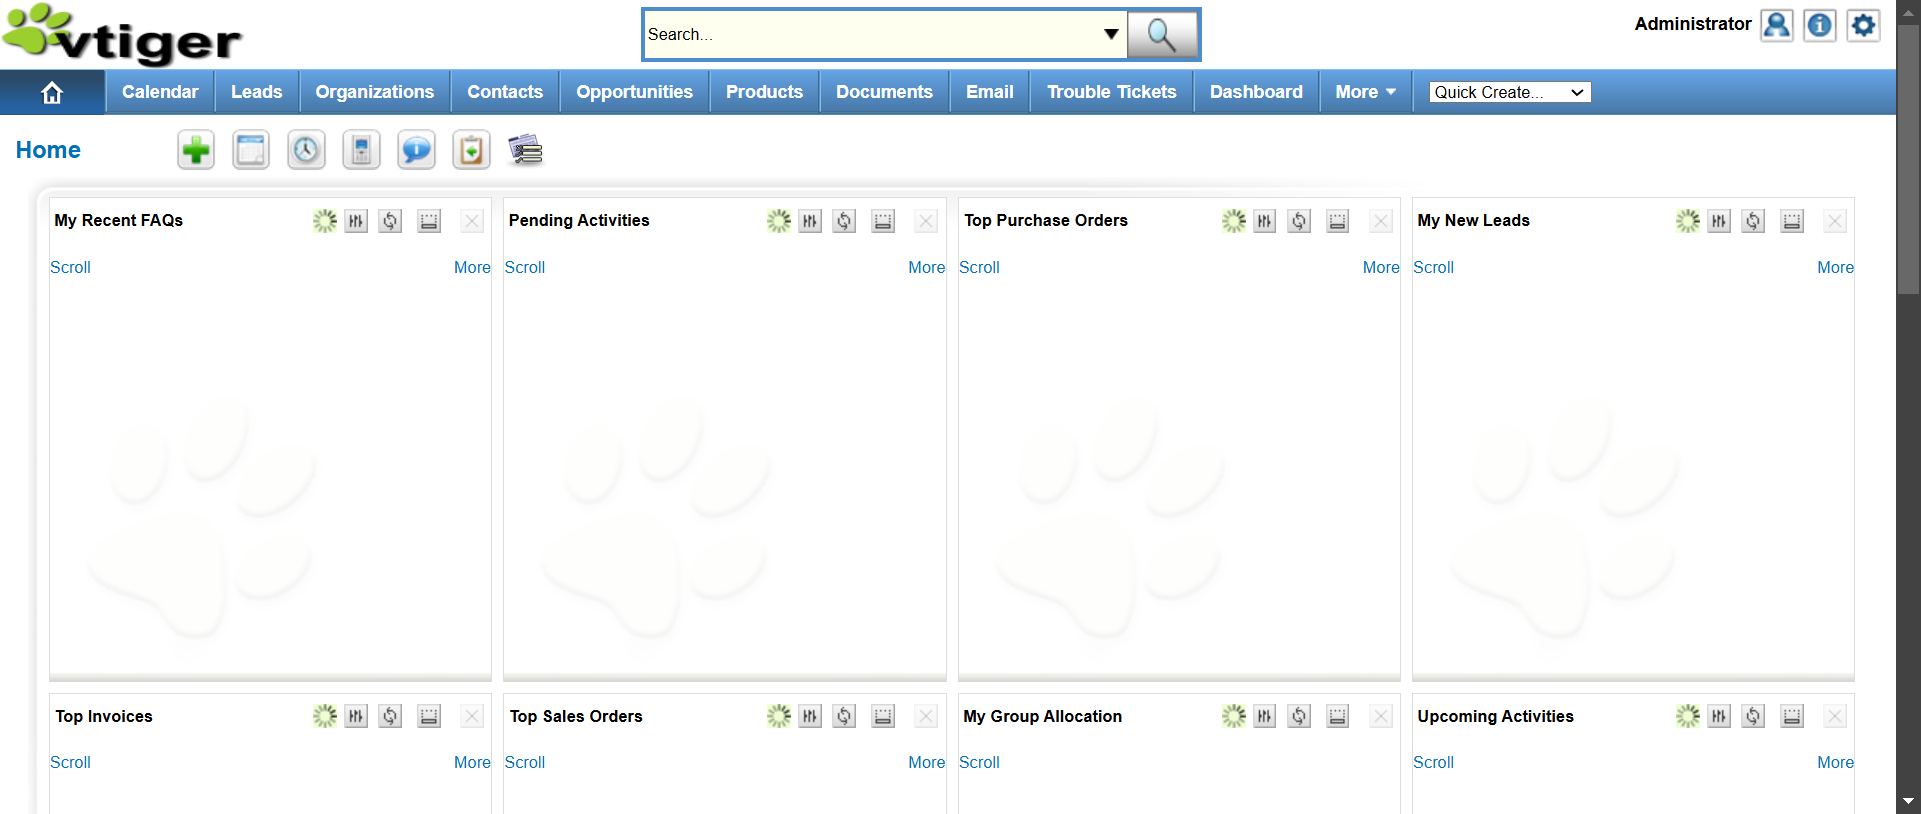 vtiger
Search...
Administrator
Calendar Leads Organizations Contacts Opportunities Products Documents Email Trouble Tickets Dashboard More Quick Create...
Home
My Recent FAQs
Scroll More
Pending Activities
Scroll More
Top Purchase Orders
Scroll More
My New Leads
Scroll More
Top Invoices
Scroll More
Top Sales Orders
Scroll More
My Group Allocation
Scroll
Upcoming Activities
Scroll More